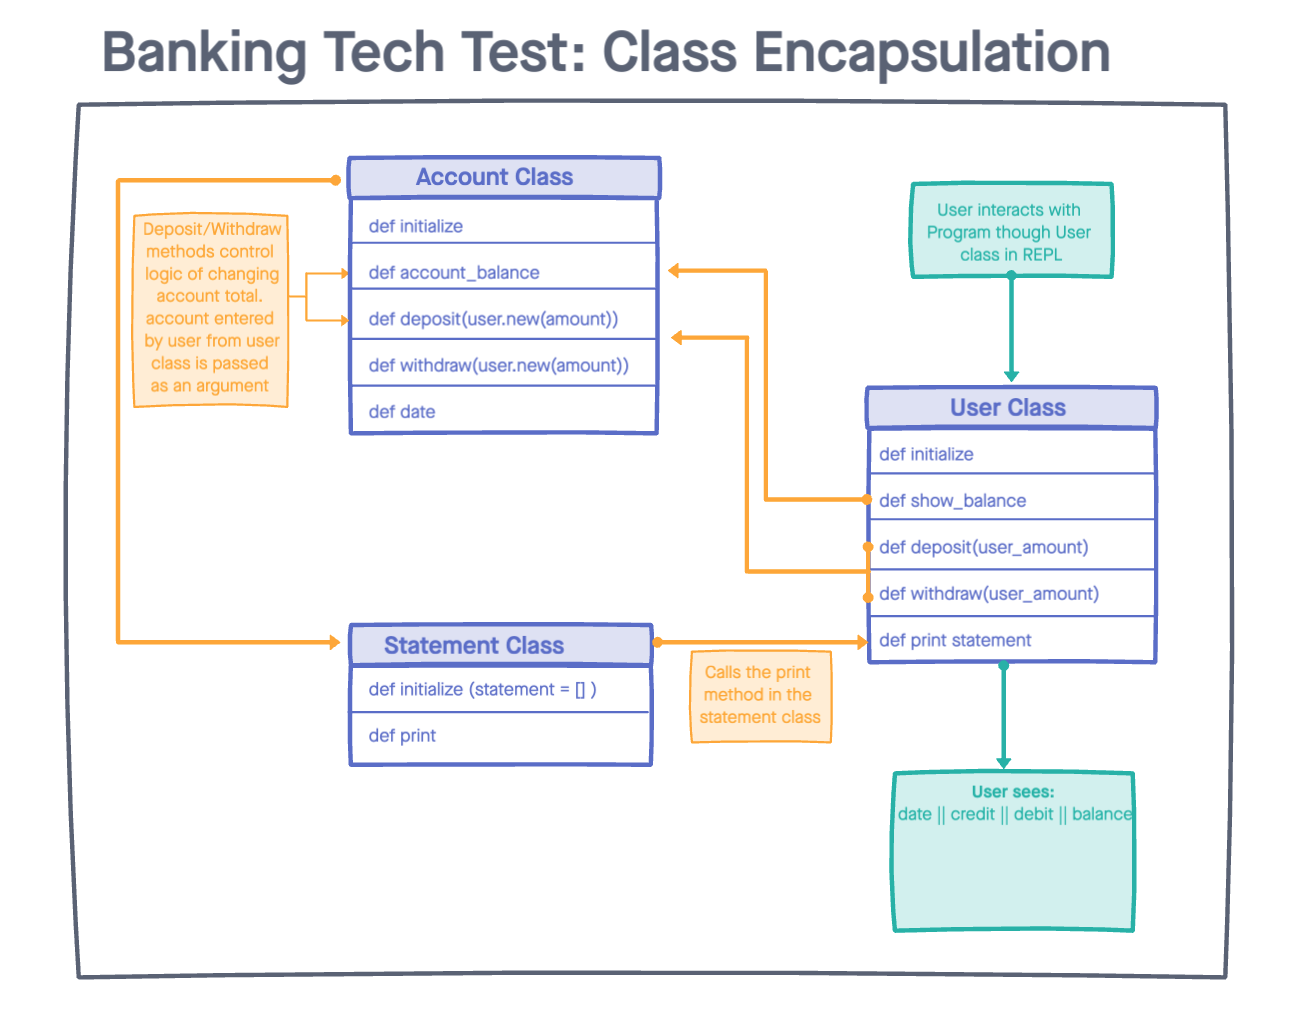 Banking Tech Test: Class Encapsulation
Account Class
def initialize
def account_balance
def deposit(user.new(amount))
def withdraw(user.new(amount))
def date
Deposit/Withdraw
methods control
logic of changing
account total.
account entered
by user from user
class is passed
as an argument
User interacts with
Program though User
class in REPL
User Class
def initialize
def show_balance
def deposit(user_amount)
def withdraw(user_amount)
def print statement
Statement Class
def initialize (statement = [] )
def print
Calls the print
method in the
statement class
User sees:
date || credit || debit || balance